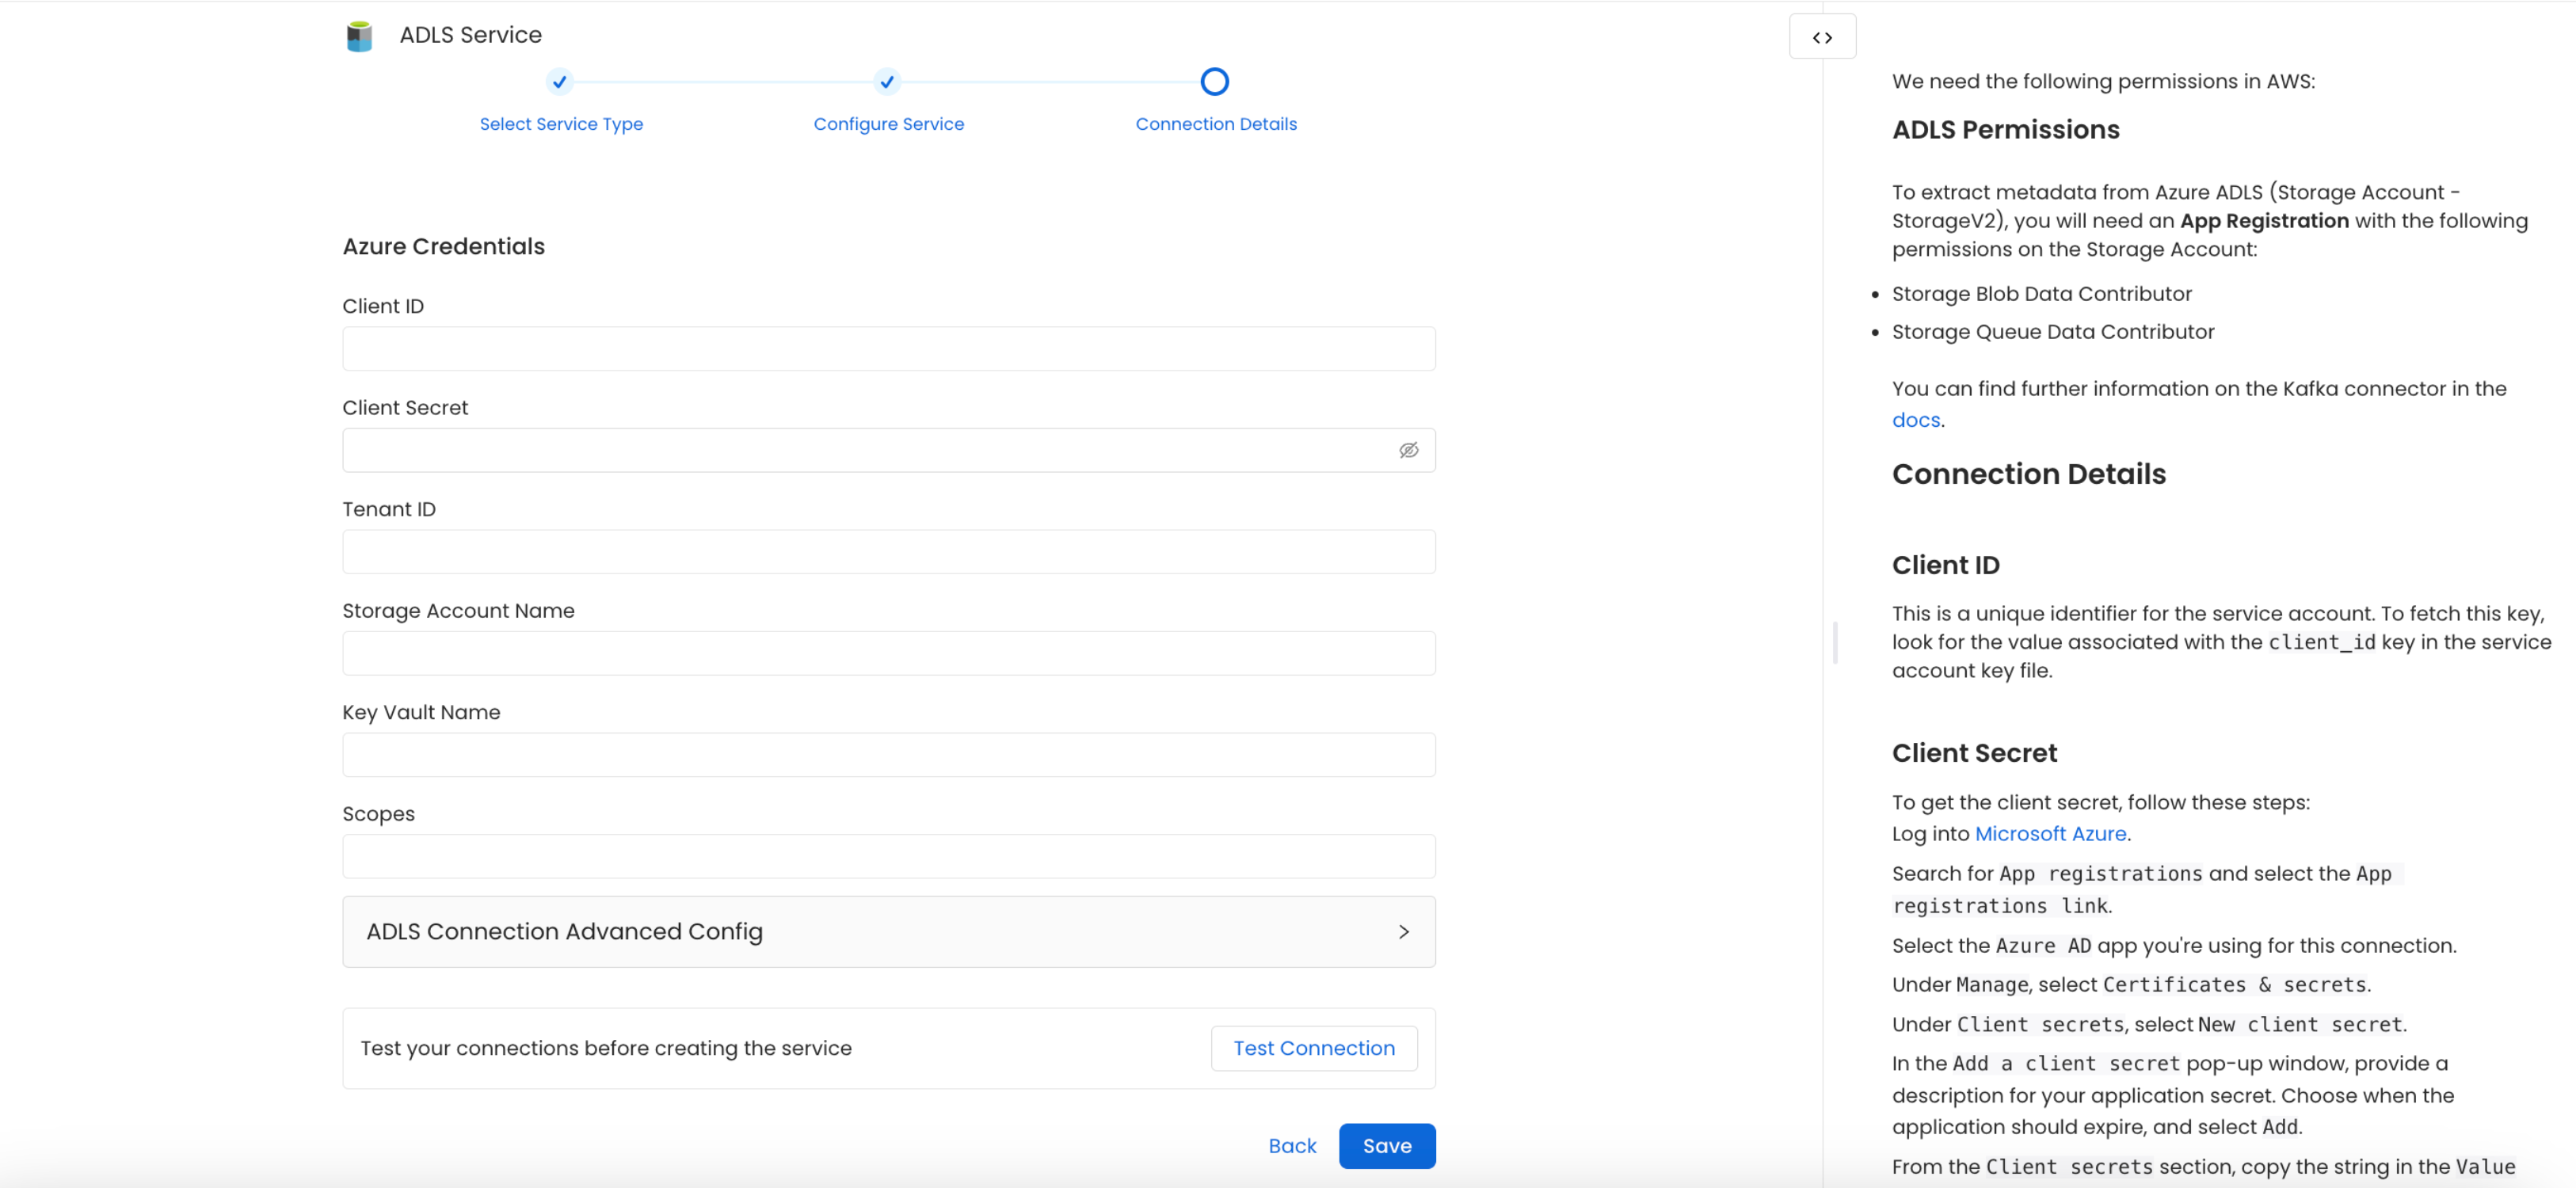 ADLS Service
Select Service Type
Configure Service
Connection Details
Azure Credentials
Client ID
Client Secret
Tenant ID
Storage Account Name
Key Vault Name
Scopes
ADLS Connection Advanced Config
Test your connections before creating the service
Test Connection
Back
Save
<>
We need the following permissions in AWS:
ADLS Permissions
To extract metadata from Azure ADLS (Storage Account -
StorageV2), you will need an App Registration with the following
permissions on the Storage Account:
• Storage Blob Data Contributor
• Storage Queue Data Contributor
You can find further information on the Kafka connector in the
docs.
Connection Details
Client ID
This is a unique identifier for the service account. To fetch this key,
look for the value associated with the client_id key in the service
account key file.
Client Secret
To get the client secret, follow these steps:
Log into Microsoft Azure.
Search for App registrations and select the App
registrations link.
Select the Azure AD app you're using for this connection.
Under Manage, select Certificates & secrets.
Under Client secrets, select New client secret.
In the Add a client secret pop-up window, provide a
description for your application secret. Choose when the
application should expire, and select Add.
From the Client secrets section, copy the string in the Value